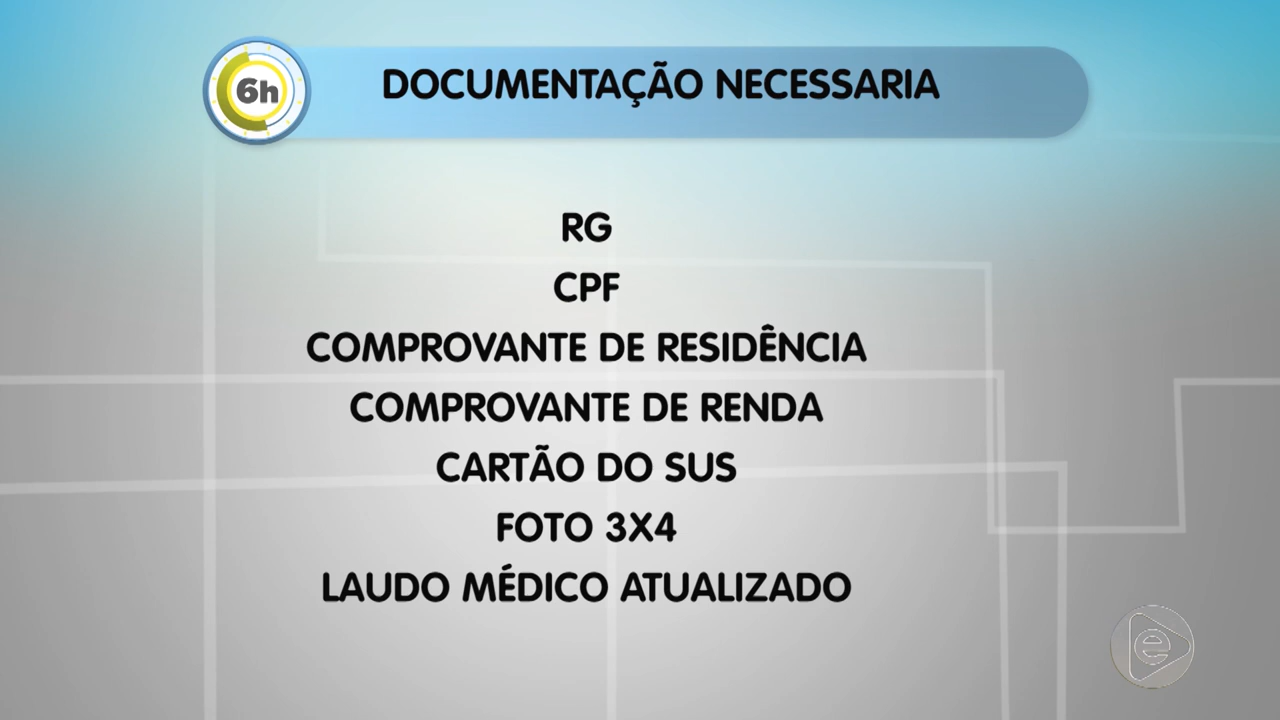 6h
DOCUMENTAÇÃO NECESSARIA
RG
CPF
COMPROVANTE DE RESIDÊNCIA
COMPROVANTE DE RENDA
CARTÃO DO SUS
FOTO 3X4
LAUDO MÉDICO ATUALIZADO
e